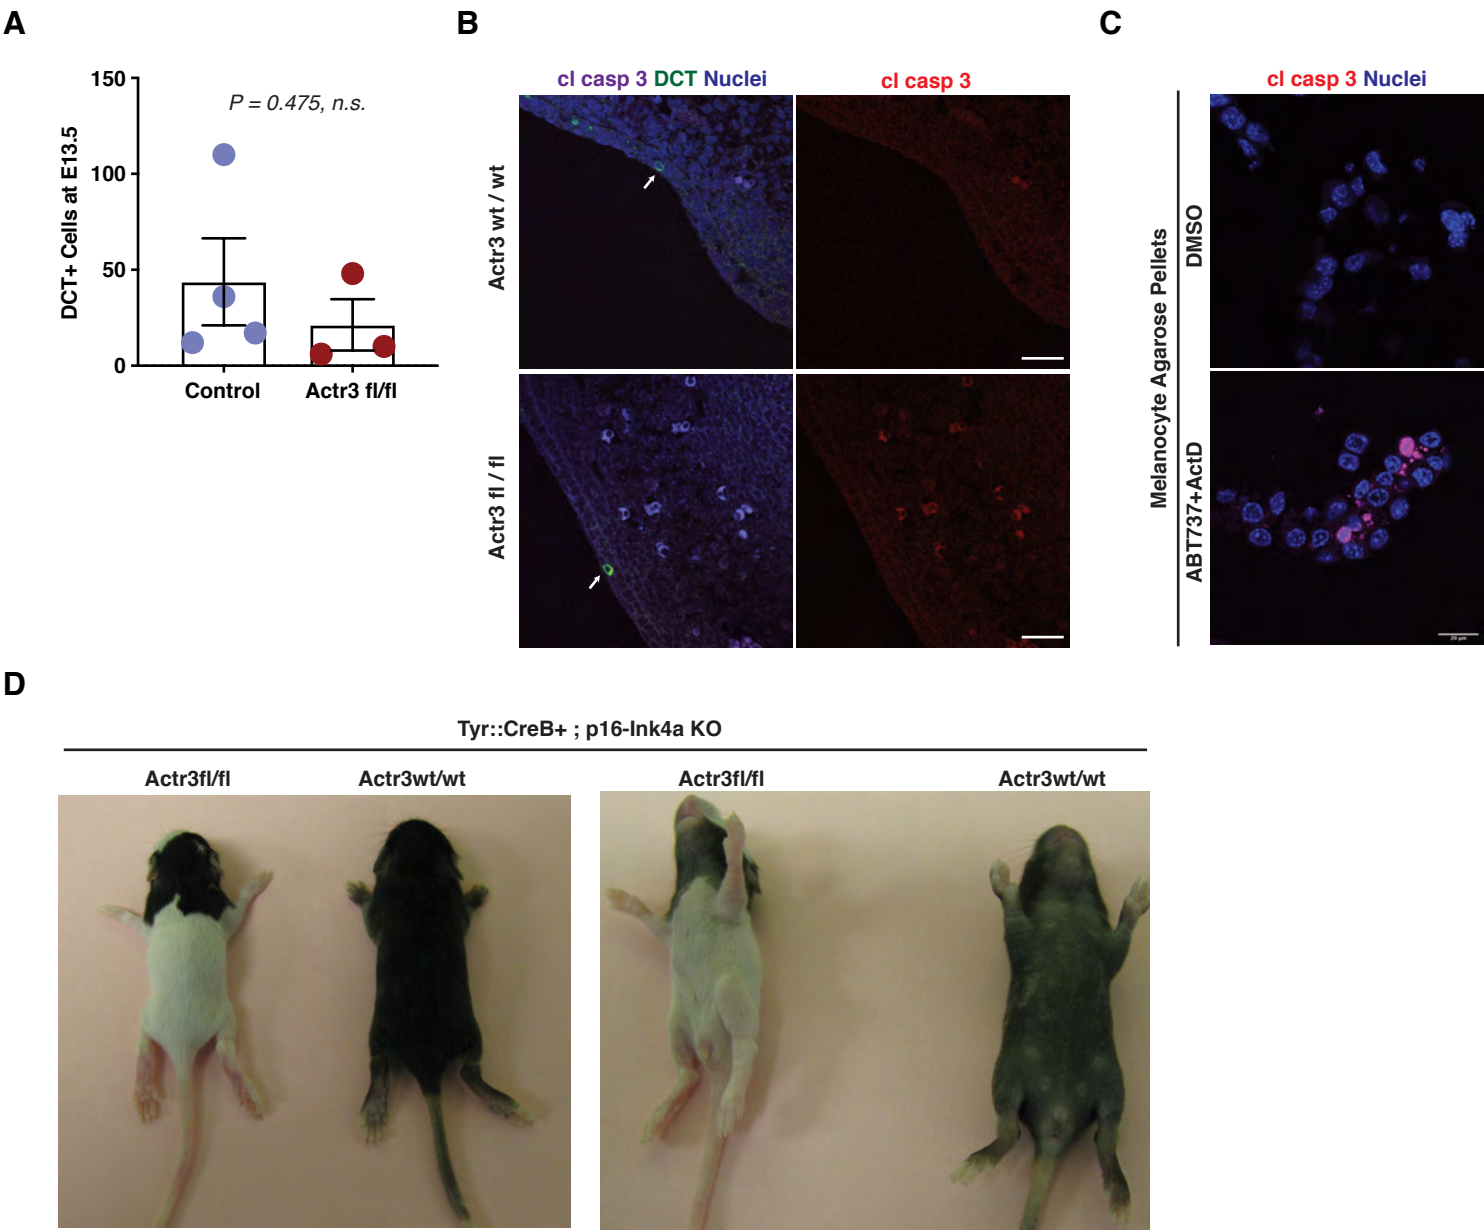 A
B
C
150
100
50
0
DCT+ Cells at E13.5
P = 0.475, n.s.
Control
Actr3 fl/fl
cl casp 3 DCT Nuclei
cl casp 3
Actr3 wt / wt
Actr3 fl / fl
cl casp 3 Nuclei
Melanocyte Agarose Pellets
DMSO
ABT737+ActD
20 µm
D
Tyr::CreB+ ; p16-Ink4a KO
Actr3fl/fl
Actr3wt/wt
Actr3fl/fl
Actr3wt/wt